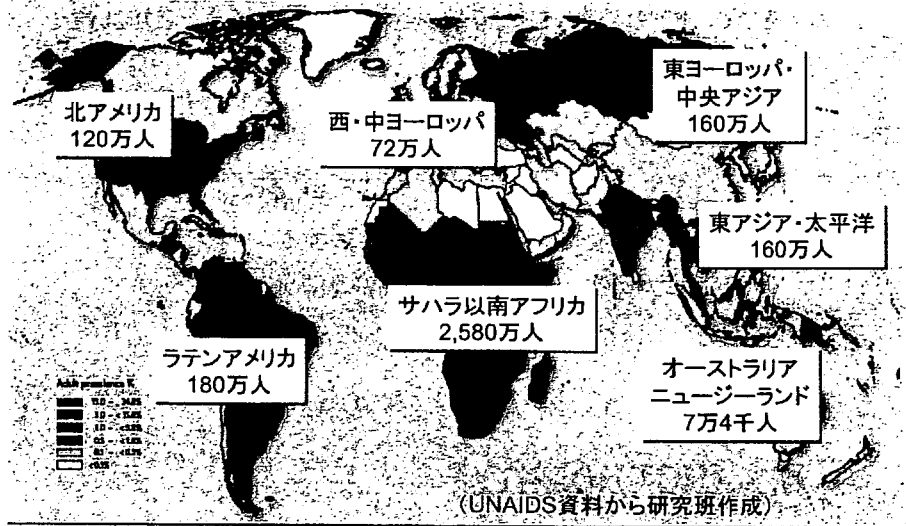 北アメリカ
120万人
西・中ヨーロッパ
72万人
東ヨーロッパ・
中央アジア
160万人
東アジア・太平洋
160万人
サハラ以南アフリカ
2,580万人
ラテンアメリカ
180万人
オーストラリア
ニュージーランド
7万4千人
Adult prevalence %
（UNAIDS資料から研究班作成）